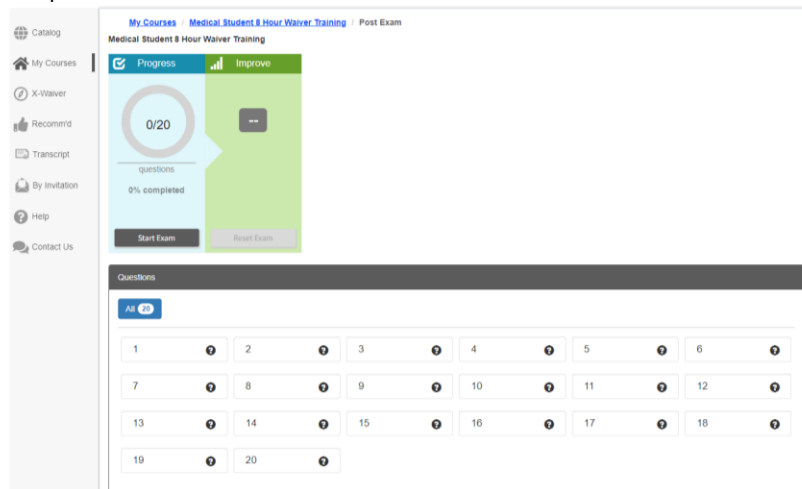 My Courses / Medical Student 8 Hour Waiver Training / Post Exam
Medical Student 8 Hour Waiver Training
Catalog
My Courses
X-Waiver
Recomm'd
Transcript
By Invitation
Help
Contact Us
Progress
0/20
questions
0% completed
Start Exam
Improve
--
Reset Exam
Questions
All 20
1 2 3 4 5 6
7 8 9 10 11 12
13 14 15 16 17 18
19 20